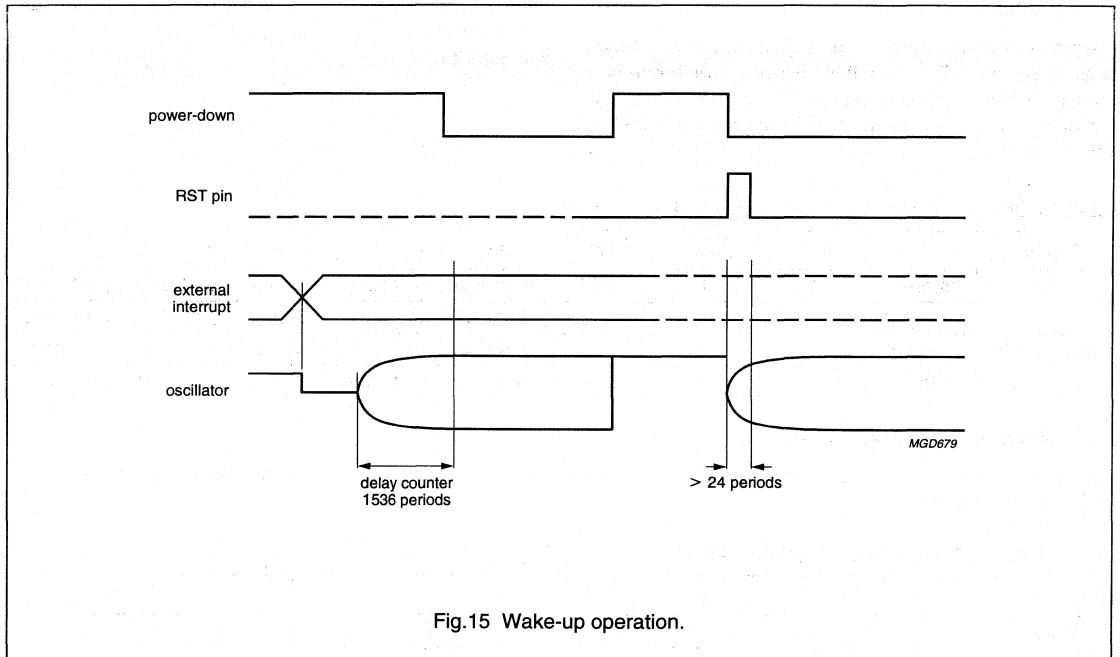 power-down
RST pin
external
interrupt
oscillator
MGD679
delay counter
1536 periods
> 24 periods
Fig.15 Wake-up operation.